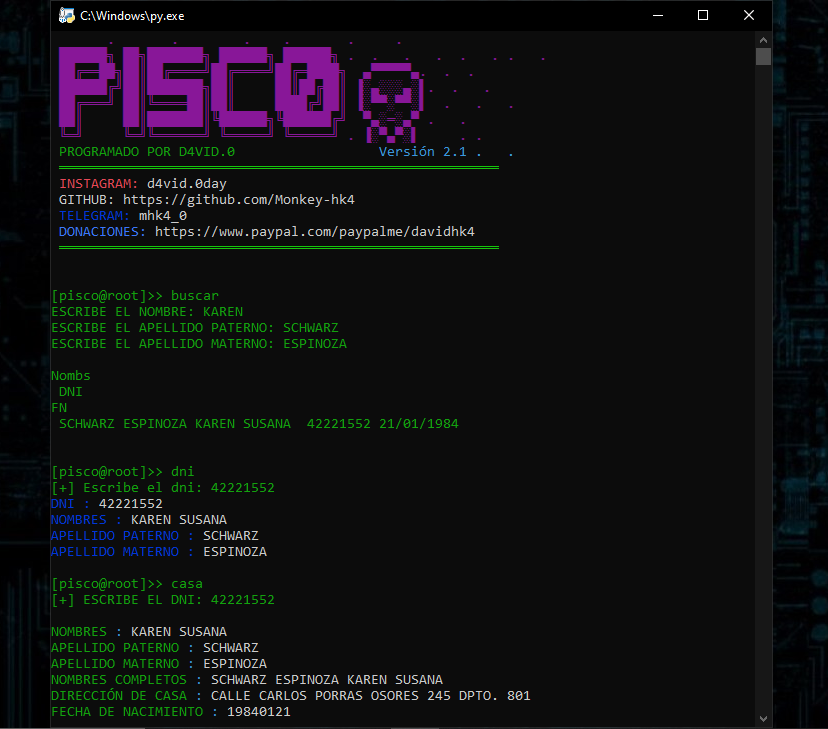 C:\Windows\py.exe
PISCO
PROGRAMADO POR D4VID.0 Versión 2.1
INSTAGRAM: d4vid.0day
GITHUB: https://github.com/Monkey-hk4
TELEGRAM: mhk4_0
DONACIONES: https://www.paypal.com/paypalme/davidhk4
[pisco@root]>> buscar
ESCRIBE EL NOMBRE: KAREN
ESCRIBE EL APELLIDO PATERNO: SCHWARZ
ESCRIBE EL APELLIDO MATERNO: ESPINOZA
Nombs
DNI
FN
SCHWARZ ESPINOZA KAREN SUSANA 42221552 21/01/1984
[pisco@root]>> dni
[+] Escribe el dni: 42221552
DNI : 42221552
NOMBRES : KAREN SUSANA
APELLIDO PATERNO : SCHWARZ
APELLIDO MATERNO : ESPINOZA
[pisco@root]>> casa
[+] ESCRIBE EL DNI: 42221552
NOMBRES : KAREN SUSANA
APELLIDO PATERNO : SCHWARZ
APELLIDO MATERNO : ESPINOZA
NOMBRES COMPLETOS : SCHWARZ ESPINOZA KAREN SUSANA
DIRECCIÓN DE CASA : CALLE CARLOS PORRAS OSORES 245 DPTO. 801
FECHA DE NACIMIENTO : 19840121